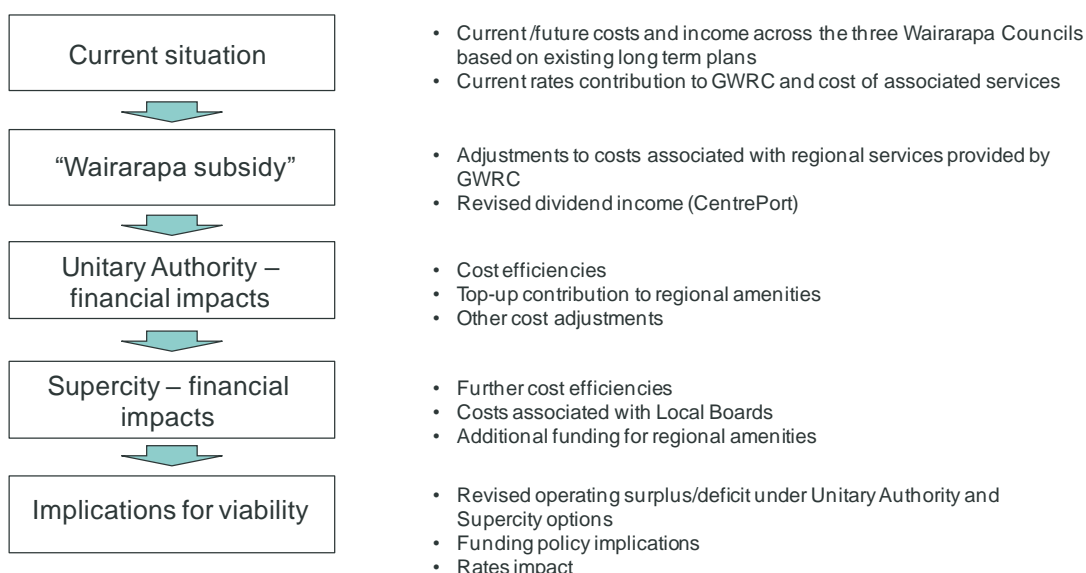 Current situation
• Current/future costs and income across the three Wairarapa Councils
based on existing long term plans
• Current rates contribution to GWRC and cost of associated services
“Wairarapa subsidy”
• Adjustments to costs associated with regional services provided by
GWRC
• Revised dividend income (CentrePort)
Unitary Authority –
financial impacts
• Cost efficiencies
• Top-up contribution to regional amenities
• Other cost adjustments
Supercity – financial
impacts
• Further cost efficiencies
• Costs associated with Local Boards
• Additional funding for regional amenities
Implications for viability
• Revised operating surplus/deficit under Unitary Authority and
Supercity options
• Funding policy implications
• Rates impact